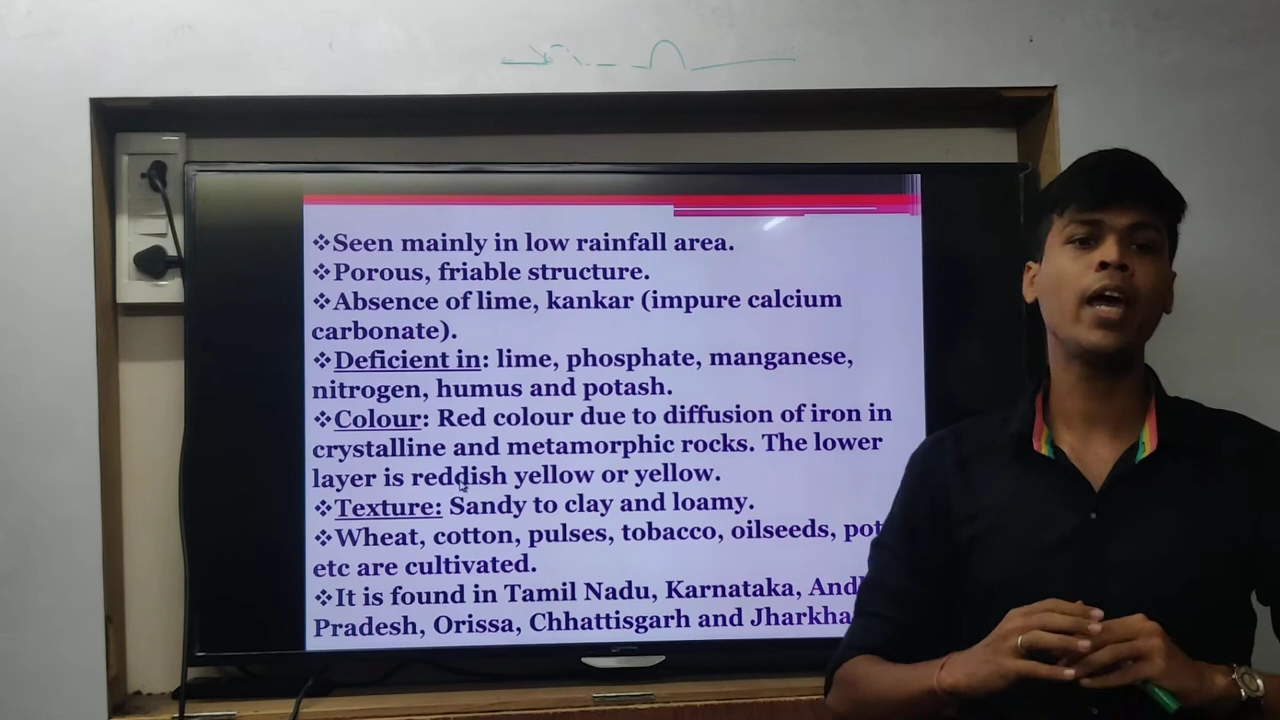 ❖Seen mainly in low rainfall area.
❖Porous, friable structure.
❖Absence of lime, kankar (impure calcium
carbonate).
❖Deficient in: lime, phosphate, manganese,
nitrogen, humus and potash.
❖Colour: Red colour due to diffusion of iron in
crystalline and metamorphic rocks. The lower
layer is reddish yellow or yellow.
❖Texture: Sandy to clay and loamy.
❖Wheat, cotton, pulses, tobacco, oilseeds,
etc are cultivated.
❖It is found in Tamil Nadu, Karnataka,
Pradesh, Orissa, Chhattisgarh and